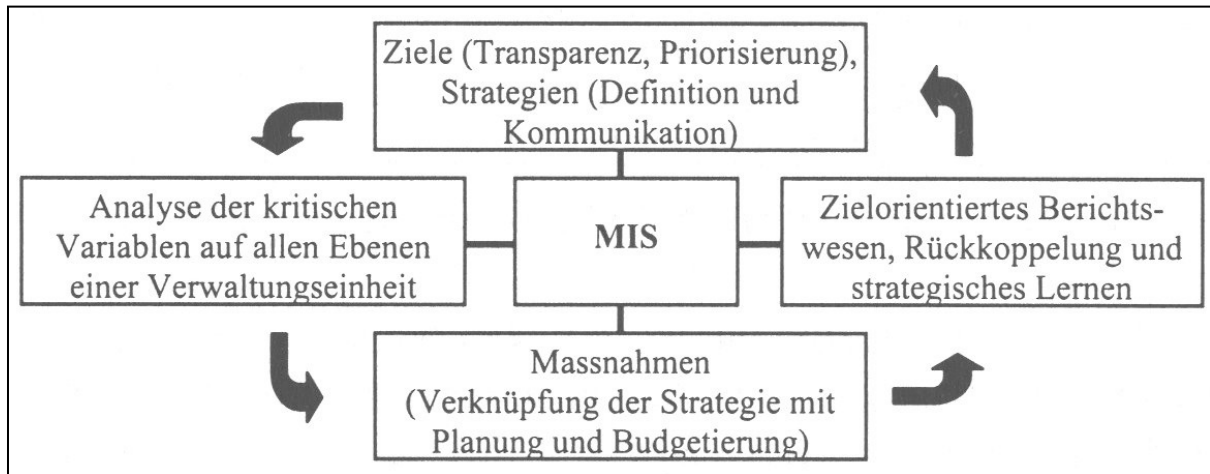 Ziele (Transparenz, Priorisierung),
Strategien (Definition und
Kommunikation)
Analyse der kritischen
Variablen auf allen Ebenen
einer Verwaltungseinheit
MIS
Zielorientiertes Berichts-
wesen, Rückkoppelung und
strategisches Lernen
Massnahmen
(Verknüpfung der Strategie mit
Planung und Budgetierung)